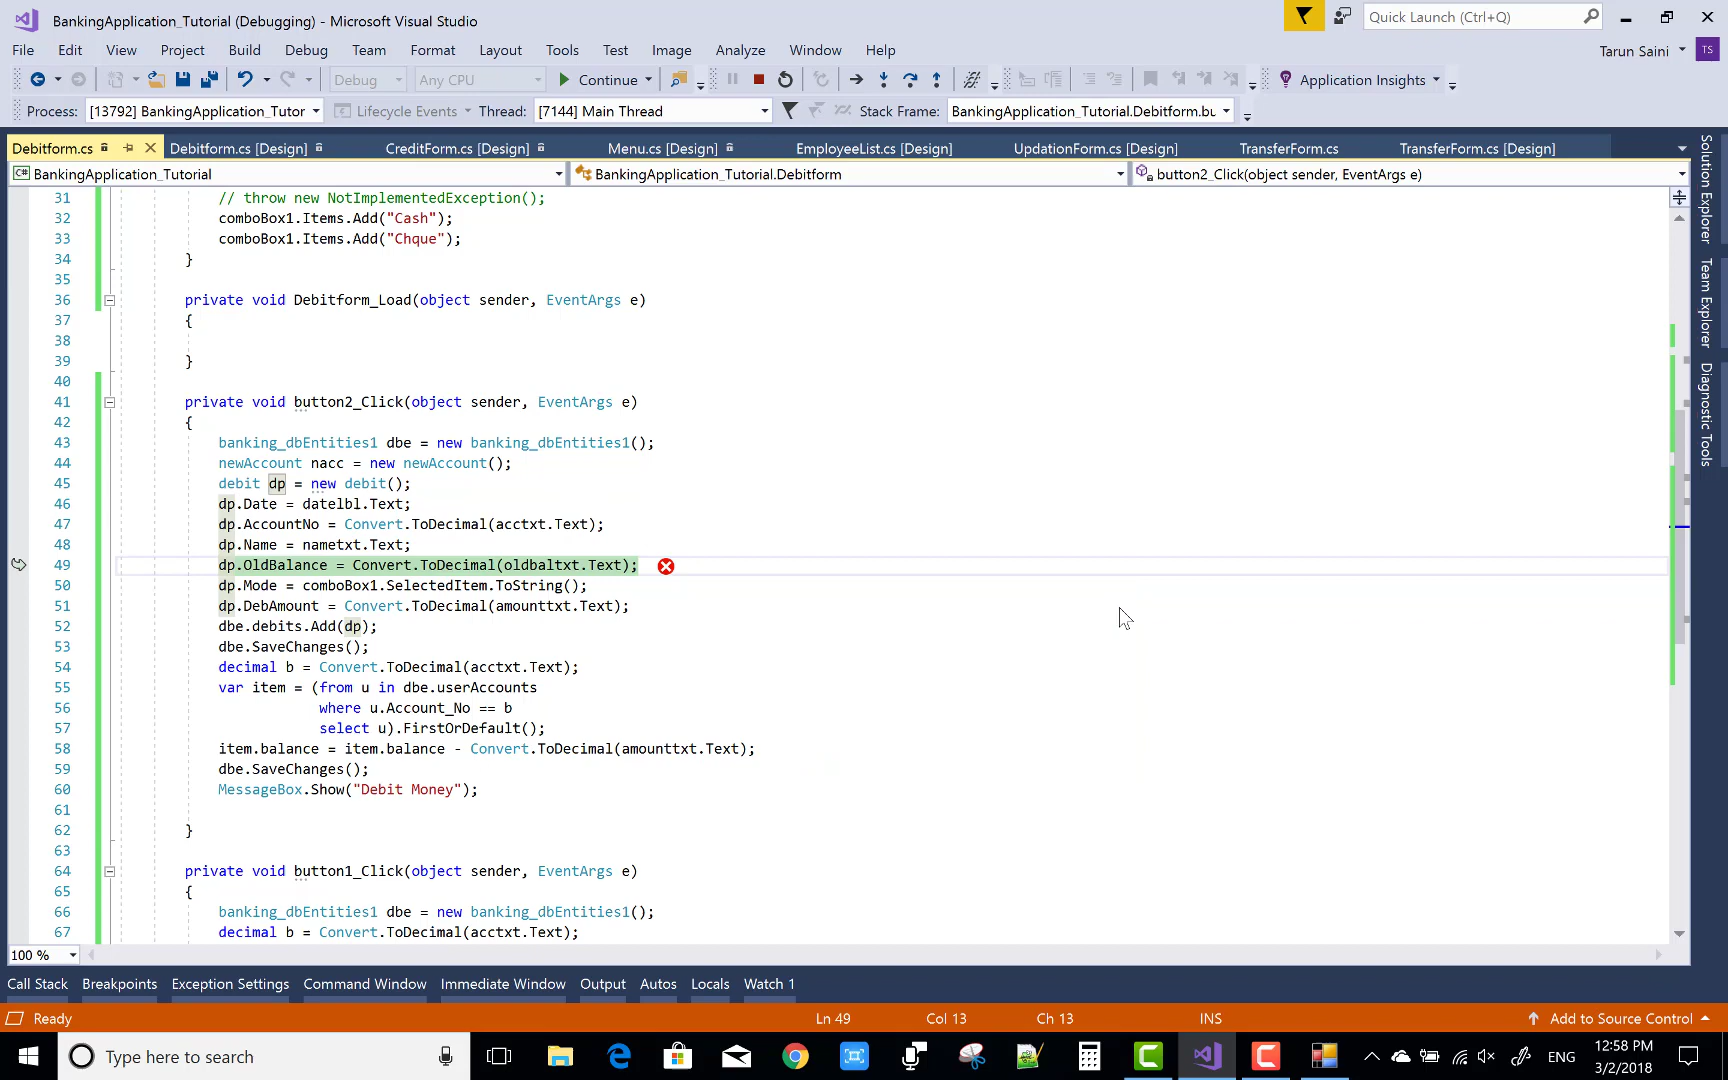 BankingApplication_Tutorial (Debugging) - Microsoft Visual Studio
Quick Launch (Ctrl+Q)
File Edit View Project Build Debug Team Format Layout Tools Test Image Analyze Window Help
Tarun Saini TS
Debug Any CPU Continue Application Insights
Process: [13792] BankingApplication_Tutor Lifecycle Events Thread: [7144] Main Thread Stack Frame: BankingApplication_Tutorial.Debitform.bu
Debitform.cs Debitform.cs [Design] CreditForm.cs [Design] Menu.cs [Design] EmployeeList.cs [Design] UpdationForm.cs [Design] TransferForm.cs TransferForm.cs [Design]
C# BankingApplication_Tutorial BankingApplication_Tutorial.Debitform button2_Click(object sender, EventArgs e)
31 // throw new NotImplementedException();
32 comboBox1.Items.Add("Cash");
33 comboBox1.Items.Add("Chque");
34 }
35
36 private void Debitform_Load(object sender, EventArgs e)
37 {
38
39 }
40
41 private void button2_Click(object sender, EventArgs e)
42 {
43 banking_dbEntities1 dbe = new banking_dbEntities1();
44 newAccount nacc = new newAccount();
45 debit dp = new debit();
46 dp.Date = datelbl.Text;
47 dp.AccountNo = Convert.ToDecimal(acctxt.Text);
48 dp.Name = nametxt.Text;
49 dp.OldBalance = Convert.ToDecimal(oldbaltxt.Text);
50 dp.Mode = comboBox1.SelectedItem.ToString();
51 dp.DebAmount = Convert.ToDecimal(amounttxt.Text);
52 dbe.debits.Add(dp);
53 dbe.SaveChanges();
54 decimal b = Convert.ToDecimal(acctxt.Text);
55 var item = (from u in dbe.userAccounts
56 where u.Account_No == b
57 select u).FirstOrDefault();
58 item.balance = item.balance - Convert.ToDecimal(amounttxt.Text);
59 dbe.SaveChanges();
60 MessageBox.Show("Debit Money");
61
62 }
63
64 private void button1_Click(object sender, EventArgs e)
65 {
66 banking_dbEntities1 dbe = new banking_dbEntities1();
67 decimal b = Convert.ToDecimal(acctxt.Text);
Solution Explorer
Team Explorer
Diagnostic Tools
100 %
Call Stack Breakpoints Exception Settings Command Window Immediate Window Output Autos Locals Watch 1
Ready Ln 49 Col 13 Ch 13 INS Add to Source Control
Type here to search
ENG 12:58 PM
3/2/2018